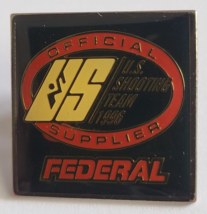 OFFICIAL
US
U.S.
SHOOTING
TEAM
1996
SUPPLIER
FEDERAL